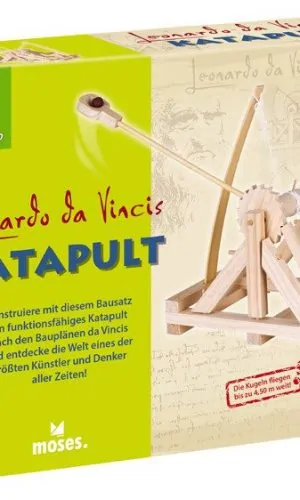 Leonardo da Vin
KATAPULT
ardo da Vincis
ATAPULT
nstruiere mit diesem Bausatz
n funktionsfähiges Katapult
ach den Bauplänen da Vincis
d entdecke die Welt eines der
rößten Künstler und Denker
aller Zeiten!
Die Kugeln fliegen
bis zu 4,50 m weit!
moses.